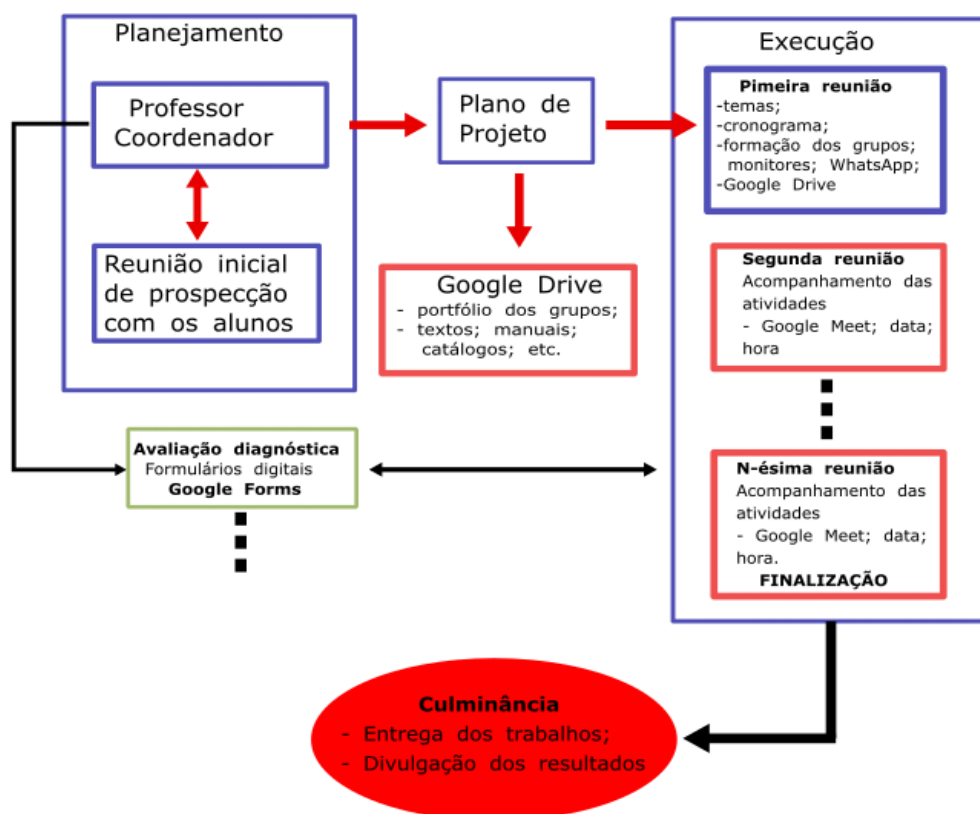 Planejamento
Professor
Coordenador
Reunião inicial
de prospecção
com os alunos
Plano de
Projeto
Google Drive
- portfólio dos grupos;
- textos; manuais;
catálogos; etc.
Execução
Pimeira reunião
-temas;
-cronograma;
-formação dos grupos;
monitores; WhatsApp;
-Google Drive
Segunda reunião
Acompanhamento das
atividades
- Google Meet; data;
hora
N-ésima reunião
Acompanhamento das
atividades
- Google Meet; data;
hora.
FINALIZAÇÃO
Avaliação diagnóstica
Formulários digitais
Google Forms
Culminância
- Entrega dos trabalhos;
- Divulgação dos resultados